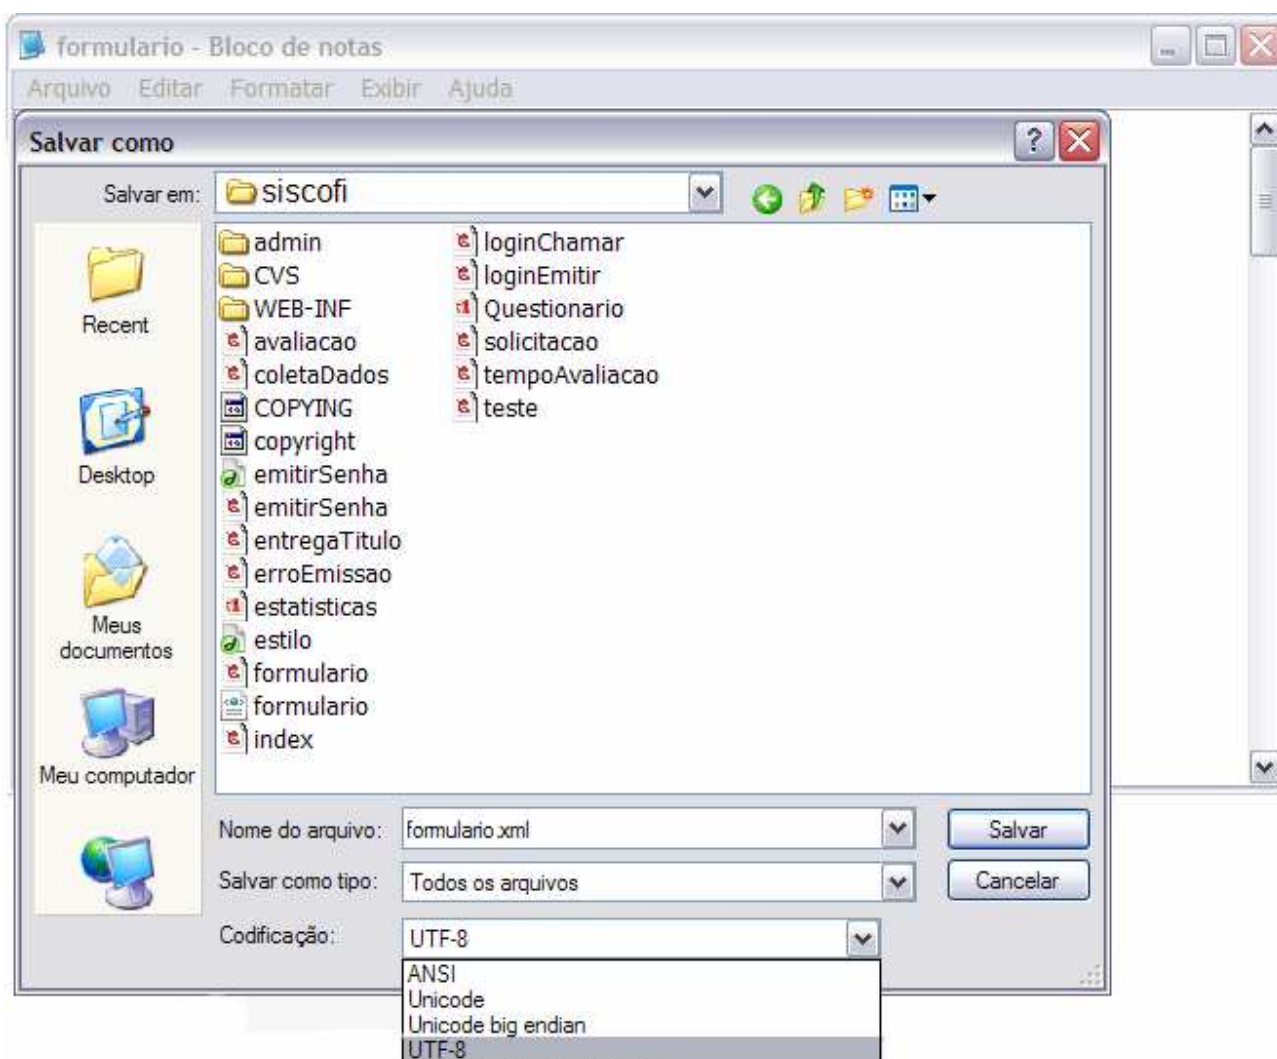 formulario - Bloco de notas
Arquivo Editar Formatar Exibir Ajuda
Salvar como
Salvar em: siscofi
Recent
Desktop
Meus
documentos
Meu computador
admin
CVS
WEB-INF
avaliacao
coletaDados
COPYING
copyright
emitirSenha
emitirSenha
entregaTitulo
erroEmissao
estatisticas
estilo
formulario
formulario
index
loginChamar
loginEmitir
Questionario
solicitacao
tempoAvaliacao
teste
Nome do arquivo: formulario.xml Salvar
Salvar como tipo: Todos os arquivos Cancelar
Codificação: UTF-8
ANSI
Unicode
Unicode big endian
UTF-8